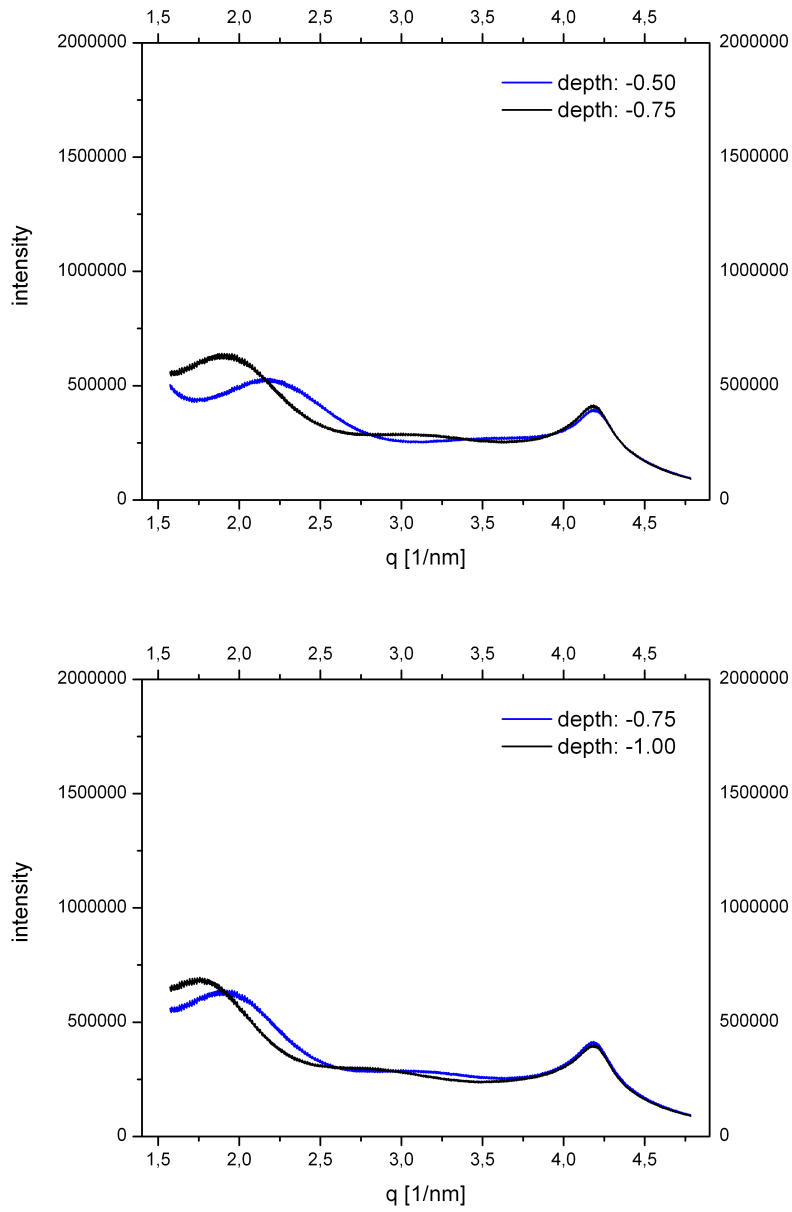 1,5 2,0 2,5 3,0 3,5 4,0 4,5
2000000 2000000
depth: -0.50
depth: -0.75
1500000 1500000
intensity
1000000 1000000
500000 500000
0 0
1,5 2,0 2,5 3,0 3,5 4,0 4,5
q [1/nm]
1,5 2,0 2,5 3,0 3,5 4,0 4,5
2000000 2000000
depth: -0.75
depth: -1.00
1500000 1500000
intensity
1000000 1000000
500000 500000
0 0
1,5 2,0 2,5 3,0 3,5 4,0 4,5
q [1/nm]